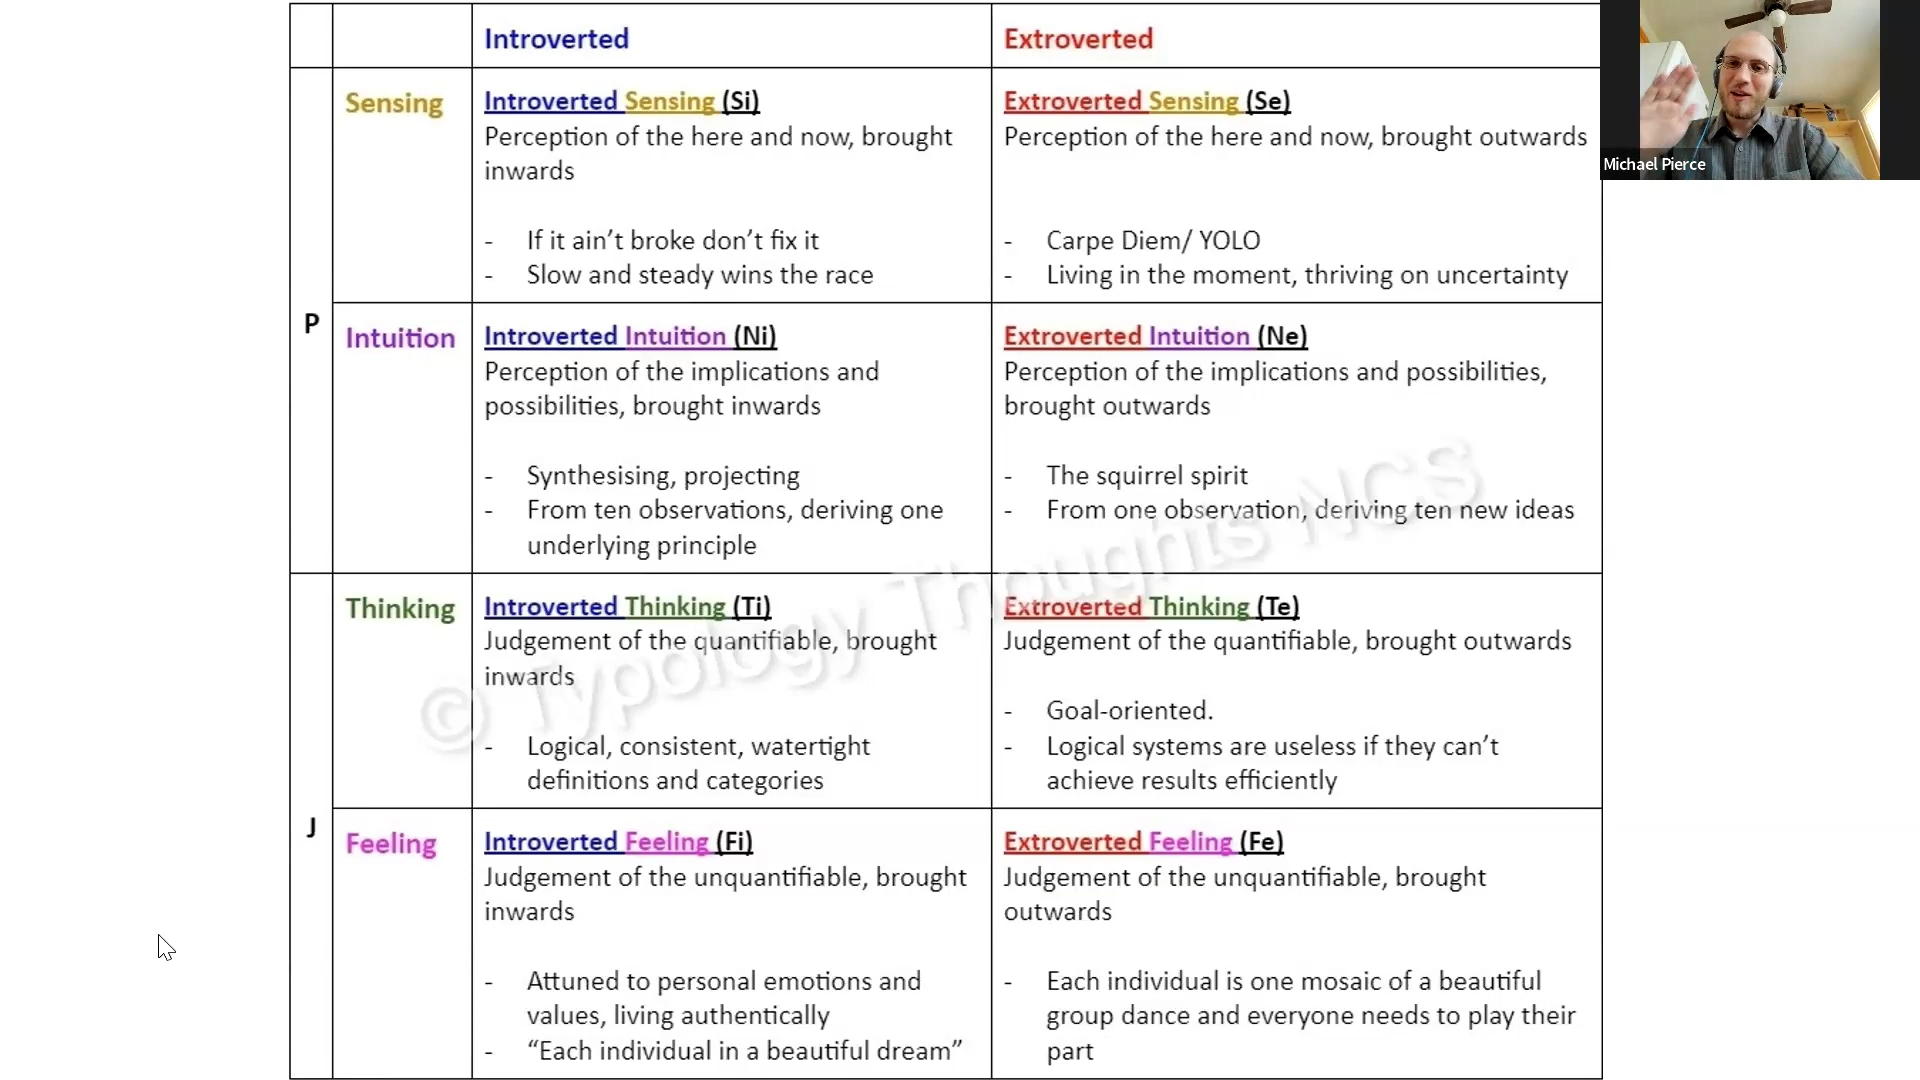 Introverted
Extroverted
Michael Pierce
P
Sensing
Introverted Sensing (Si)
Perception of the here and now, brought
inwards
- If it ain’t broke don’t fix it
- Slow and steady wins the race
Extroverted Sensing (Se)
Perception of the here and now, brought outwards
- Carpe Diem/ YOLO
- Living in the moment, thriving on uncertainty
Intuition
Introverted Intuition (Ni)
Perception of the implications and
possibilities, brought inwards
- Synthesising, projecting
- From ten observations, deriving one
underlying principle
Extroverted Intuition (Ne)
Perception of the implications and possibilities,
brought outwards
- The squirrel spirit
- From one observation, deriving ten new ideas
J
Thinking
Introverted Thinking (Ti)
Judgement of the quantifiable, brought
inwards
- Logical, consistent, watertight
definitions and categories
Extroverted Thinking (Te)
Judgement of the quantifiable, brought outwards
- Goal-oriented.
- Logical systems are useless if they can’t
achieve results efficiently
Feeling
Introverted Feeling (Fi)
Judgement of the unquantifiable, brought
inwards
- Attuned to personal emotions and
values, living authentically
- “Each individual in a beautiful dream”
Extroverted Feeling (Fe)
Judgement of the unquantifiable, brought
outwards
- Each individual is one mosaic of a beautiful
group dance and everyone needs to play their
part
© Typology Thoughts NCS